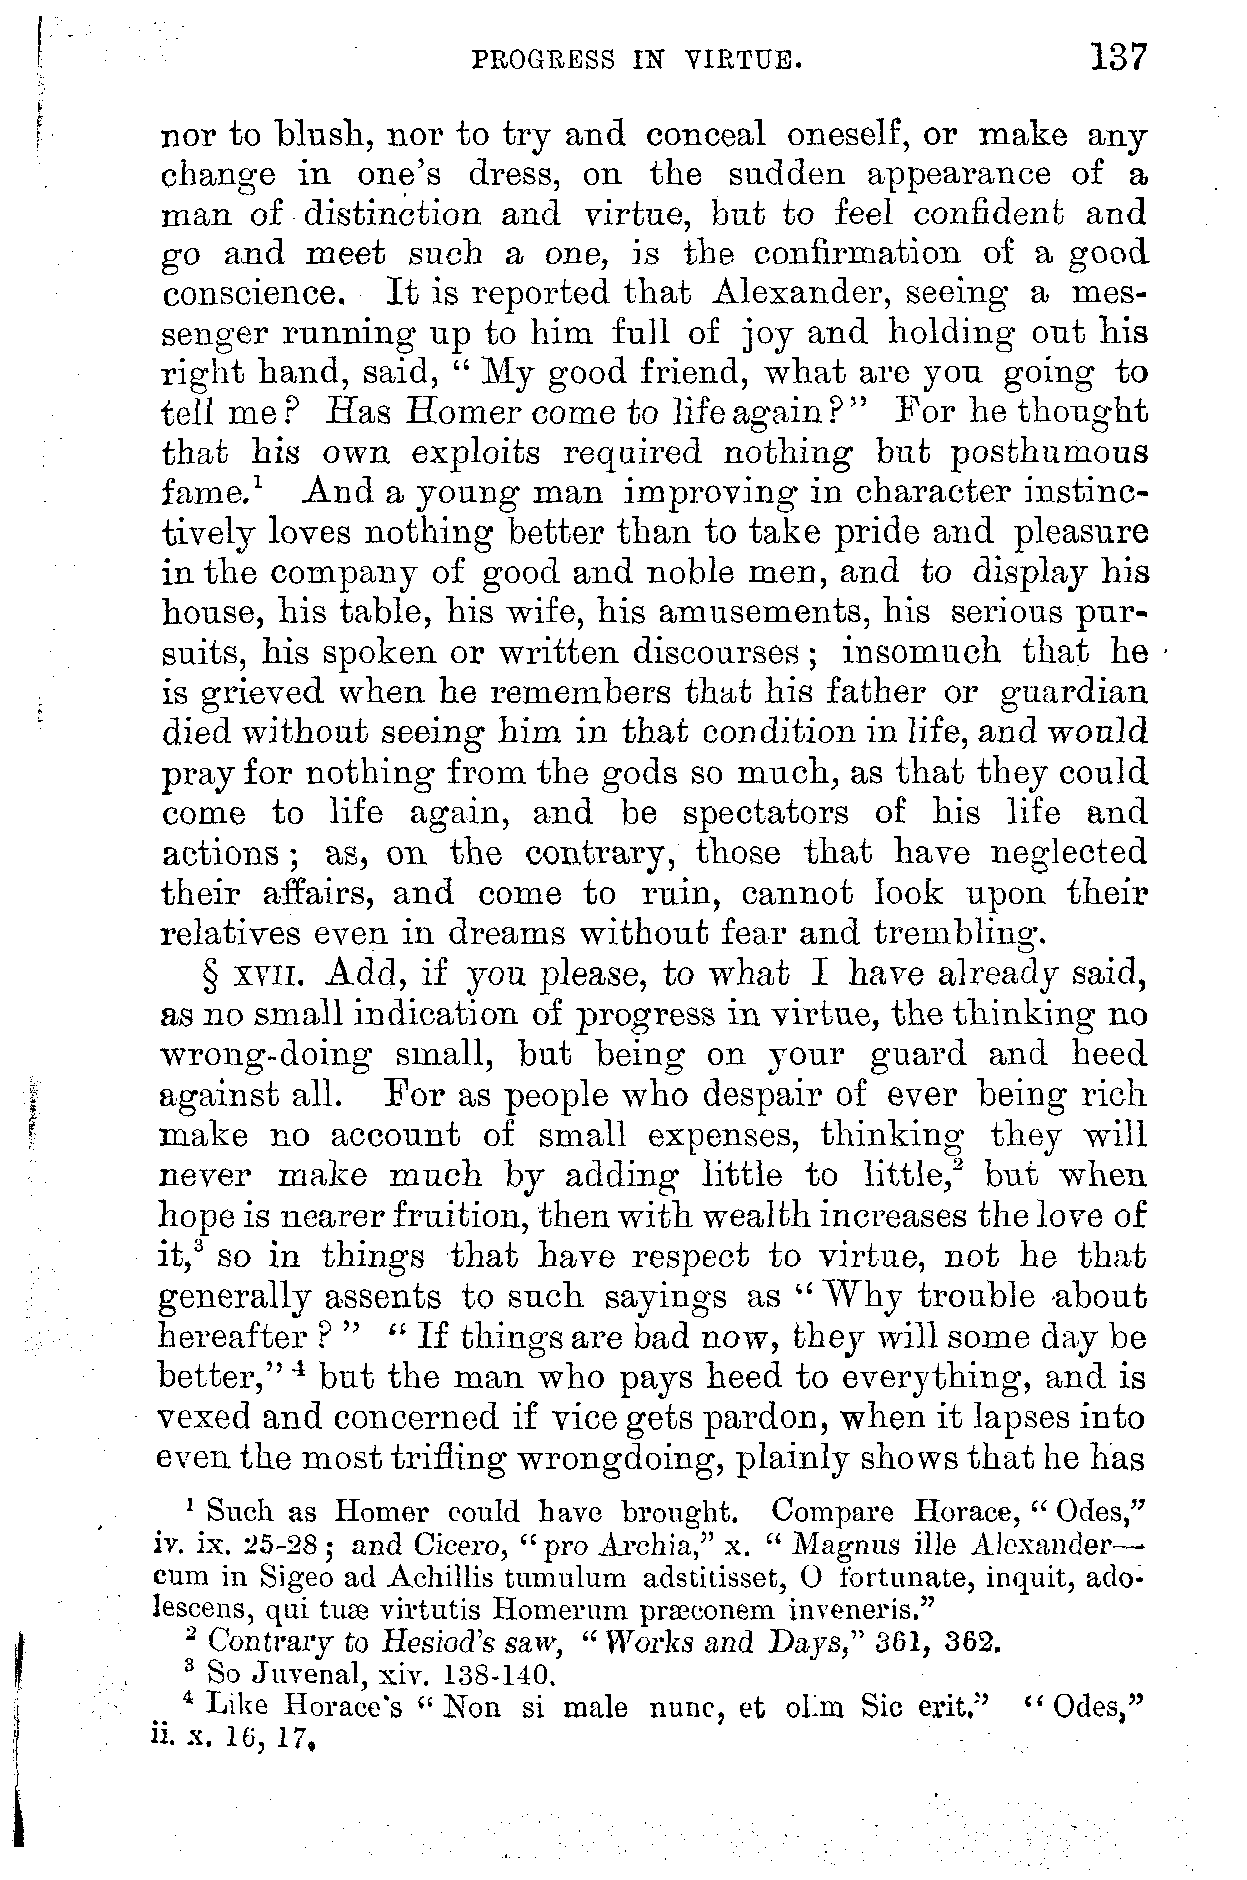 PROGRESS IN VIRTUE. 137
nor to blush, nor to try and conceal oneself, or make any
change in one's dress, on the sudden appearance of a
man of distinction and virtue, but to feel confident and
go and meet such a one, is the confirmation of a good
conscience. It is reported that Alexander, seeing a mes-
senger running up to him full of joy and holding out his
right hand, said, “ My good friend, what are you going to
tell me? Has Homer come to life again?” For he thought
that his own exploits required nothing but posthumous
fame.¹ And a young man improving in character instinc-
tively loves nothing better than to take pride and pleasure
in the company of good and noble men, and to display his
house, his table, his wife, his amusements, his serious pur-
suits, his spoken or written discourses ; insomuch that he
is grieved when he remembers that his father or guardian
died without seeing him in that condition in life, and would
pray for nothing from the gods so much, as that they could
come to life again, and be spectators of his life and
actions ; as, on the contrary, those that have neglected
their affairs, and come to ruin, cannot look upon their
relatives even in dreams without fear and trembling.
§ XVII. Add, if you please, to what I have already said,
as no small indication of progress in virtue, the thinking no
wrong-doing small, but being on your guard and heed
against all. For as people who despair of ever being rich
make no account of small expenses, thinking they will
never make much by adding little to little,² but when
hope is nearer fruition, then with wealth increases the love of
it,³ so in things that have respect to virtue, not he that
generally assents to such sayings as “ Why trouble about
hereafter ? ” “ If things are bad now, they will some day be
better,” ⁴ but the man who pays heed to everything, and is
vexed and concerned if vice gets pardon, when it lapses into
even the most trifling wrongdoing, plainly shows that he has
¹ Such as Homer could have brought. Compare Horace, “ Odes,”
iv. ix. 25-28 ; and Cicero, “ pro Archia,” x. “ Magnus ille Alexander—
cum in Sigeo ad Achillis tumulum adstitisset, O fortunate, inquit, ado-
lescens, qui tuæ virtutis Homerum præconem inveneris.”
² Contrary to Hesiod's saw, “ Works and Days,” 361, 362.
³ So Juvenal, xiv. 138-140.
⁴ Like Horace's “ Non si male nunc, et olim Sic erit.” “ Odes,”
ii. x. 16, 17.